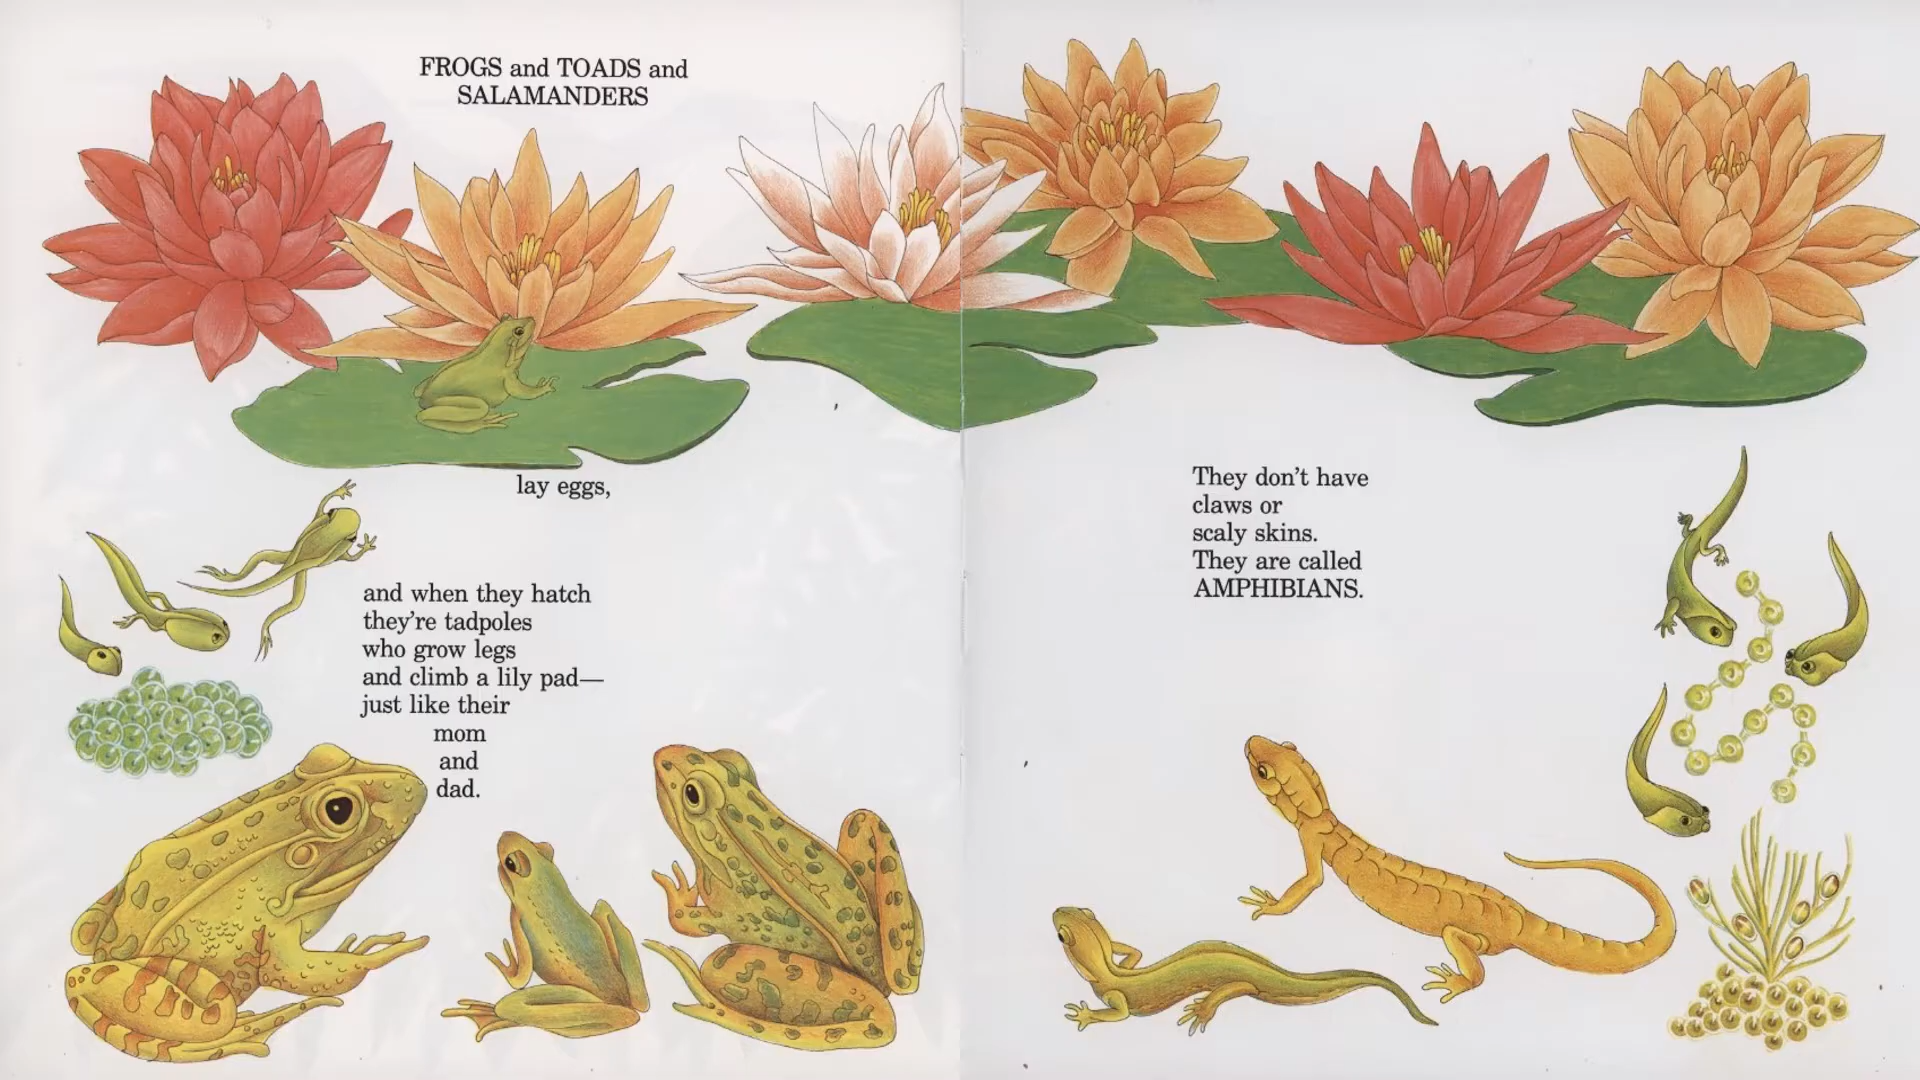 FROGS and TOADS and
SALAMANDERS
lay eggs,
and when they hatch
they're tadpoles
who grow legs
and climb a lily pad—
just like their
mom
and
dad.
They don't have
claws or
scaly skins.
They are called
AMPHIBIANS.